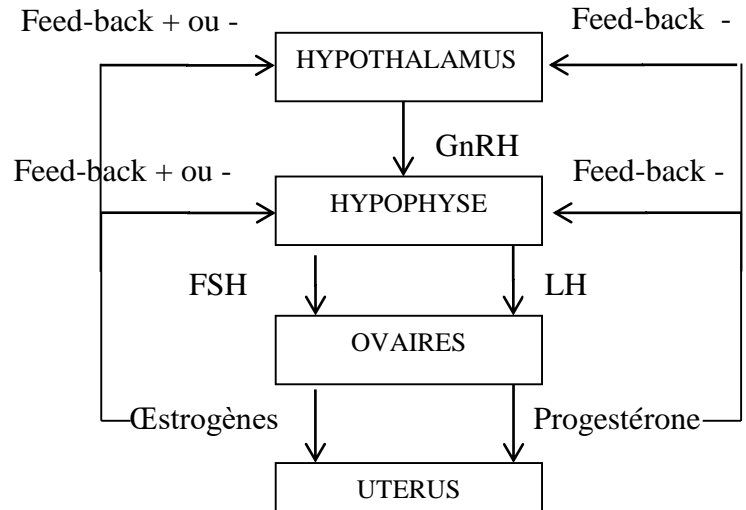 Feed-back + ou -
Feed-back -
HYPOTHALAMUS
GnRH
Feed-back + ou -
Feed-back -
HYPOPHYSE
FSH
LH
OVAIRES
Œstrogènes
Progestérone
UTERUS